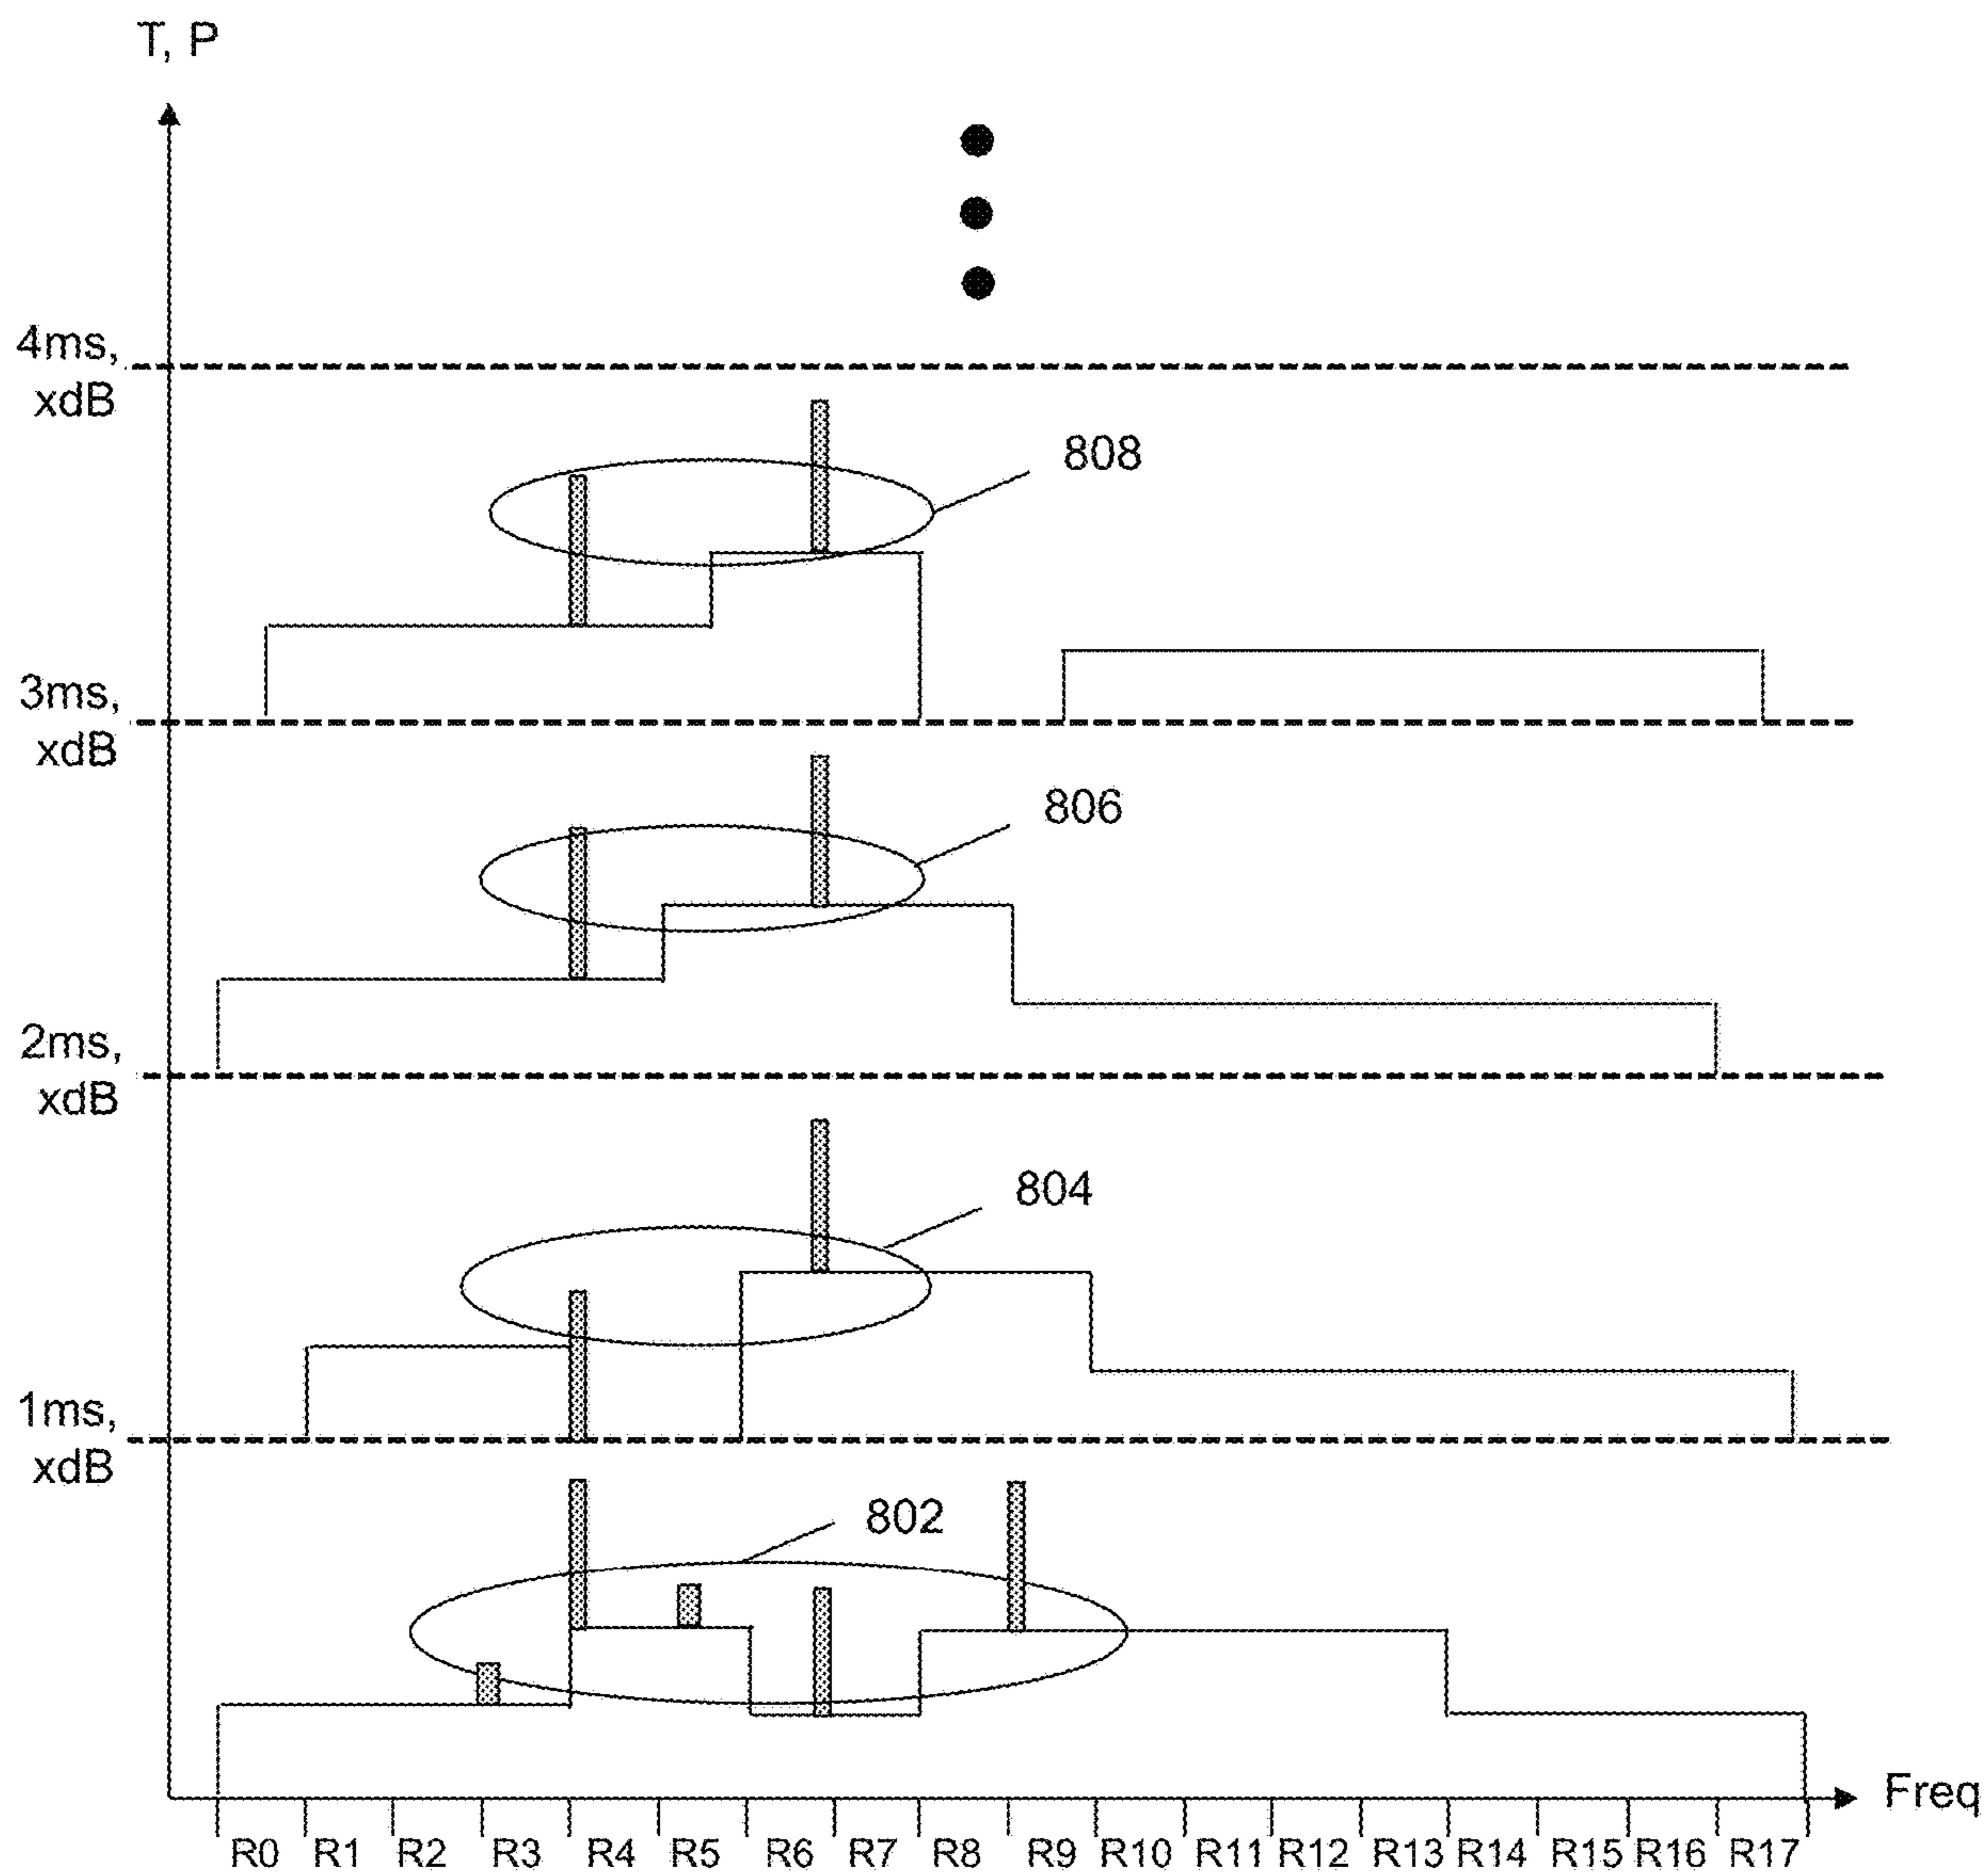 T, P
4ms,
xdB
808
3ms,
xdB
806
2ms,
xdB
804
1ms,
xdB
802
Freq
R0 R1 R2 R3 R4 R5 R6 R7 R8 R9 R10 R11 R12 R13 R14 R15 R16 R17